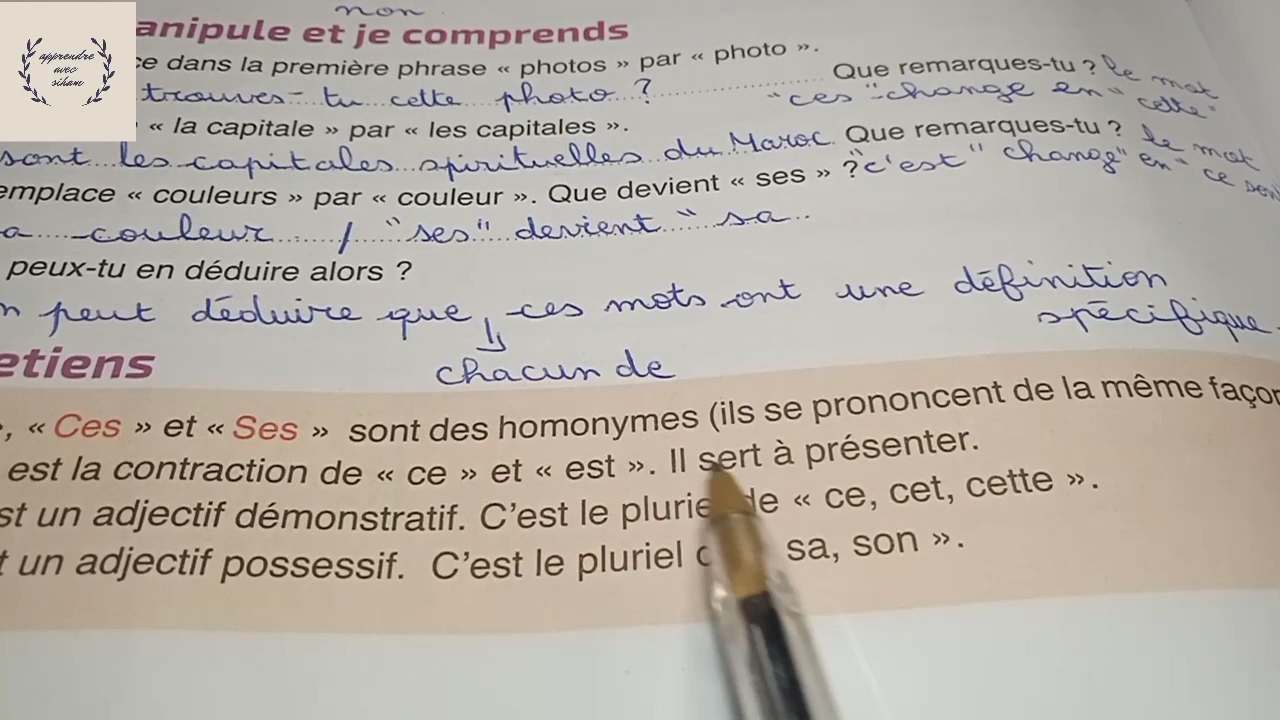 apprendre
avec
siham
non
anipule et je comprends
ce dans la première phrase « photos » par « photo ». Que remarques-tu ? le mot
trouves-tu cette photo ? "ces" change en "cette"
« la capitale » par « les capitales ». Que remarques-tu ? le mot
sont les capitales spirituelles du Maroc "c'est" change" en "ce son
emplace « couleurs » par « couleur ». Que devient « ses » ?
a couleur / "ses" devient "sa
peux-tu en déduire alors ?
n peut déduire que ces mots ont une définition
spécifique.
chacun de
etiens
», « Ces » et « Ses » sont des homonymes (ils se prononcent de la même façon
est la contraction de « ce » et « est ». Il sert à présenter.
st un adjectif démonstratif. C'est le pluriel de « ce, cet, cette ».
t un adjectif possessif. C'est le pluriel d sa, son ».